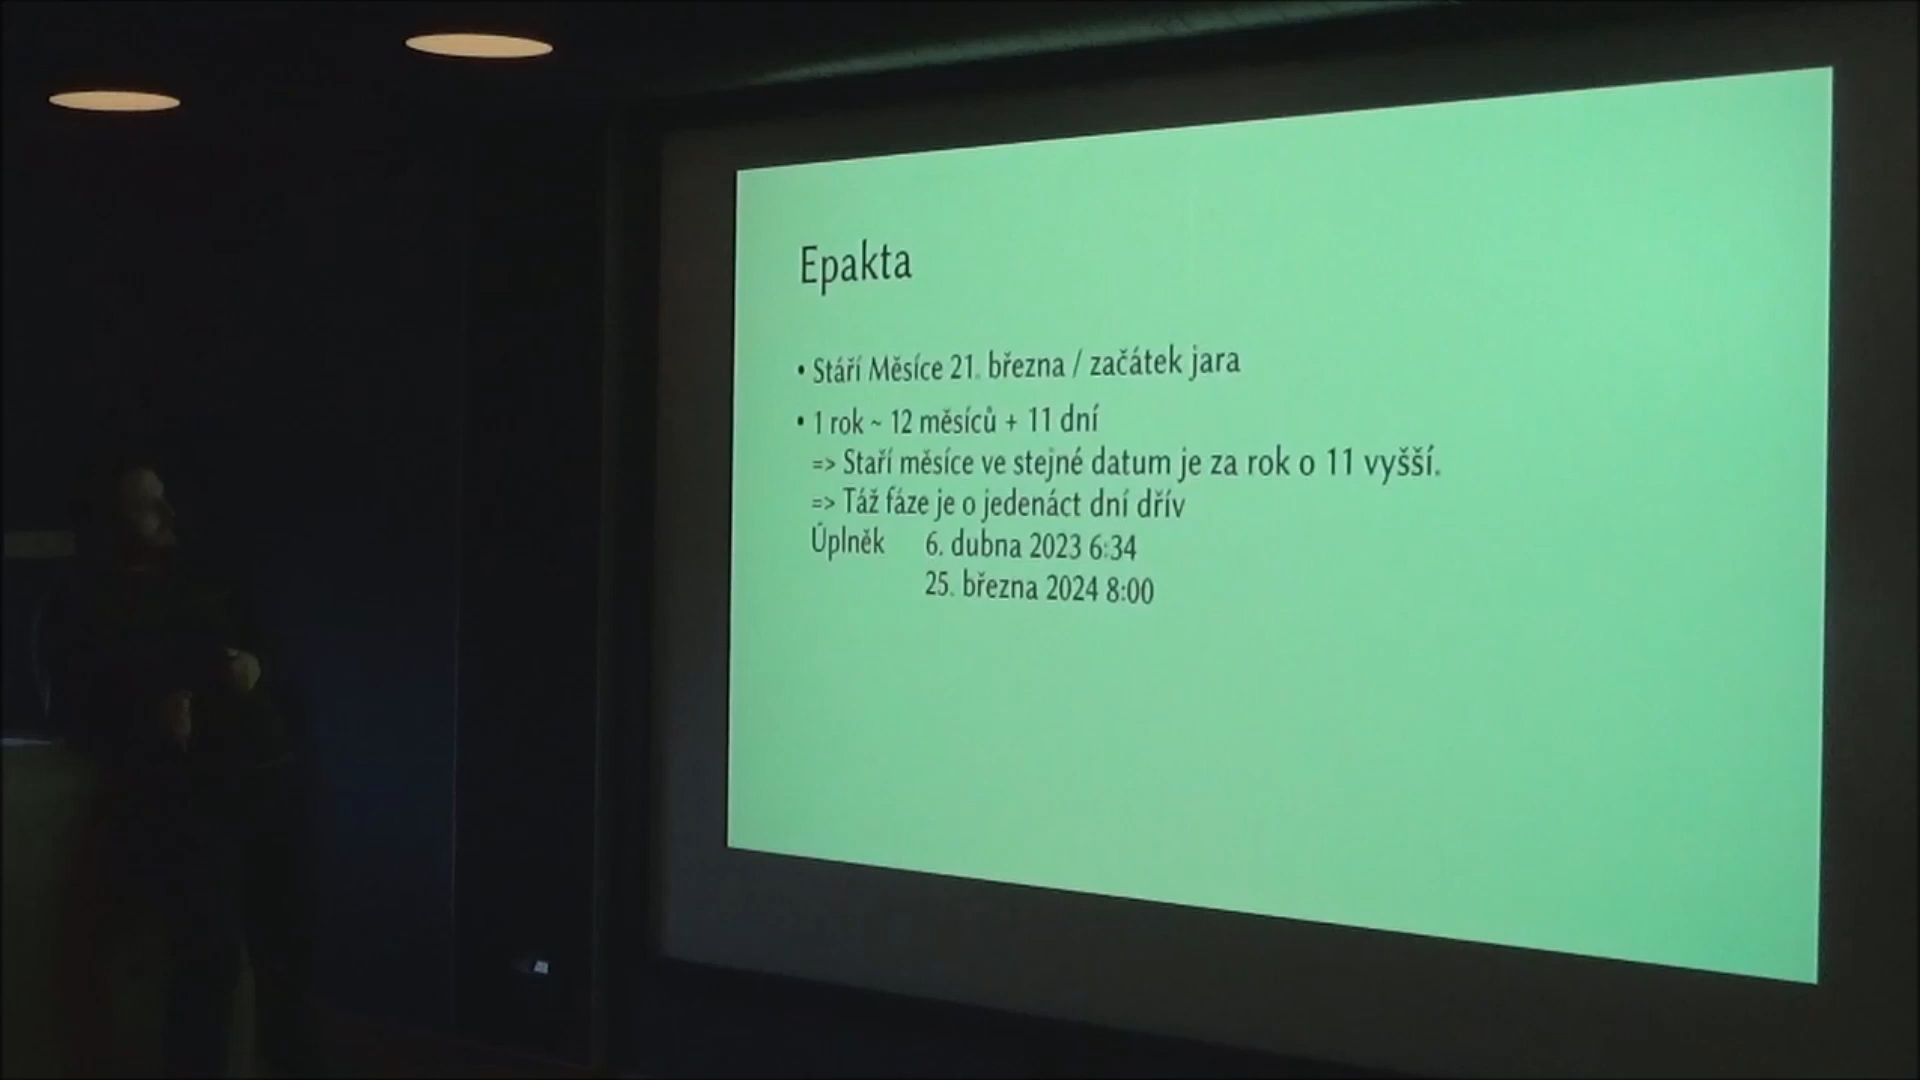 Epakta
• Stáří Měsíce 21. března / začátek jara
• 1 rok ~ 12 měsíců + 11 dní
=> Staří měsíce ve stejné datum je za rok o 11 vyšší.
=> Táž fáze je o jedenáct dní dřív
Úplněk 6. dubna 2023 6:34
25. března 2024 8:00